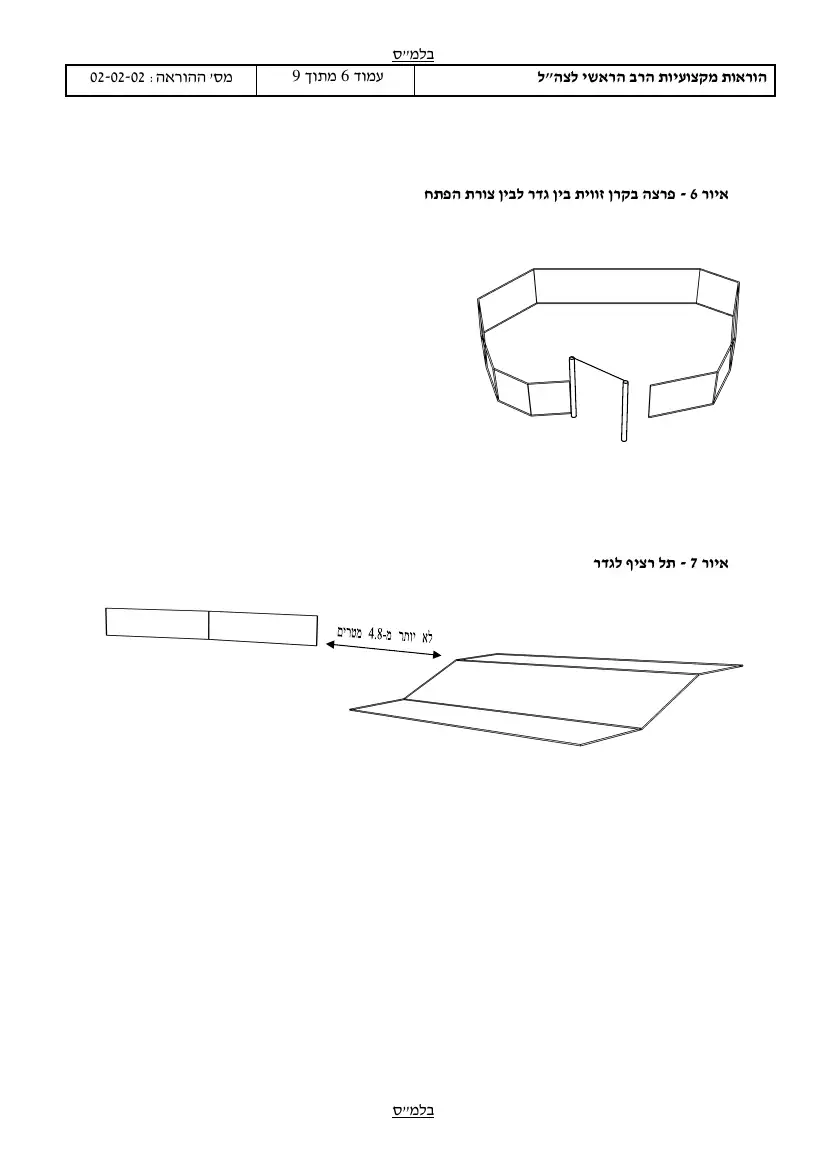 בלמ״ס
הוראות מקצועיות הרב הראשי לצה״ל
עמוד 6 מתוך 9
מס׳ ההוראה: 02-02-02
איור 6 - פרצה בקרן זווית בין גדר לבין צורת הפתח
איור 7 - תל רציף לגדר
לא יותר מ-4.8 מטרים
בלמ״ס